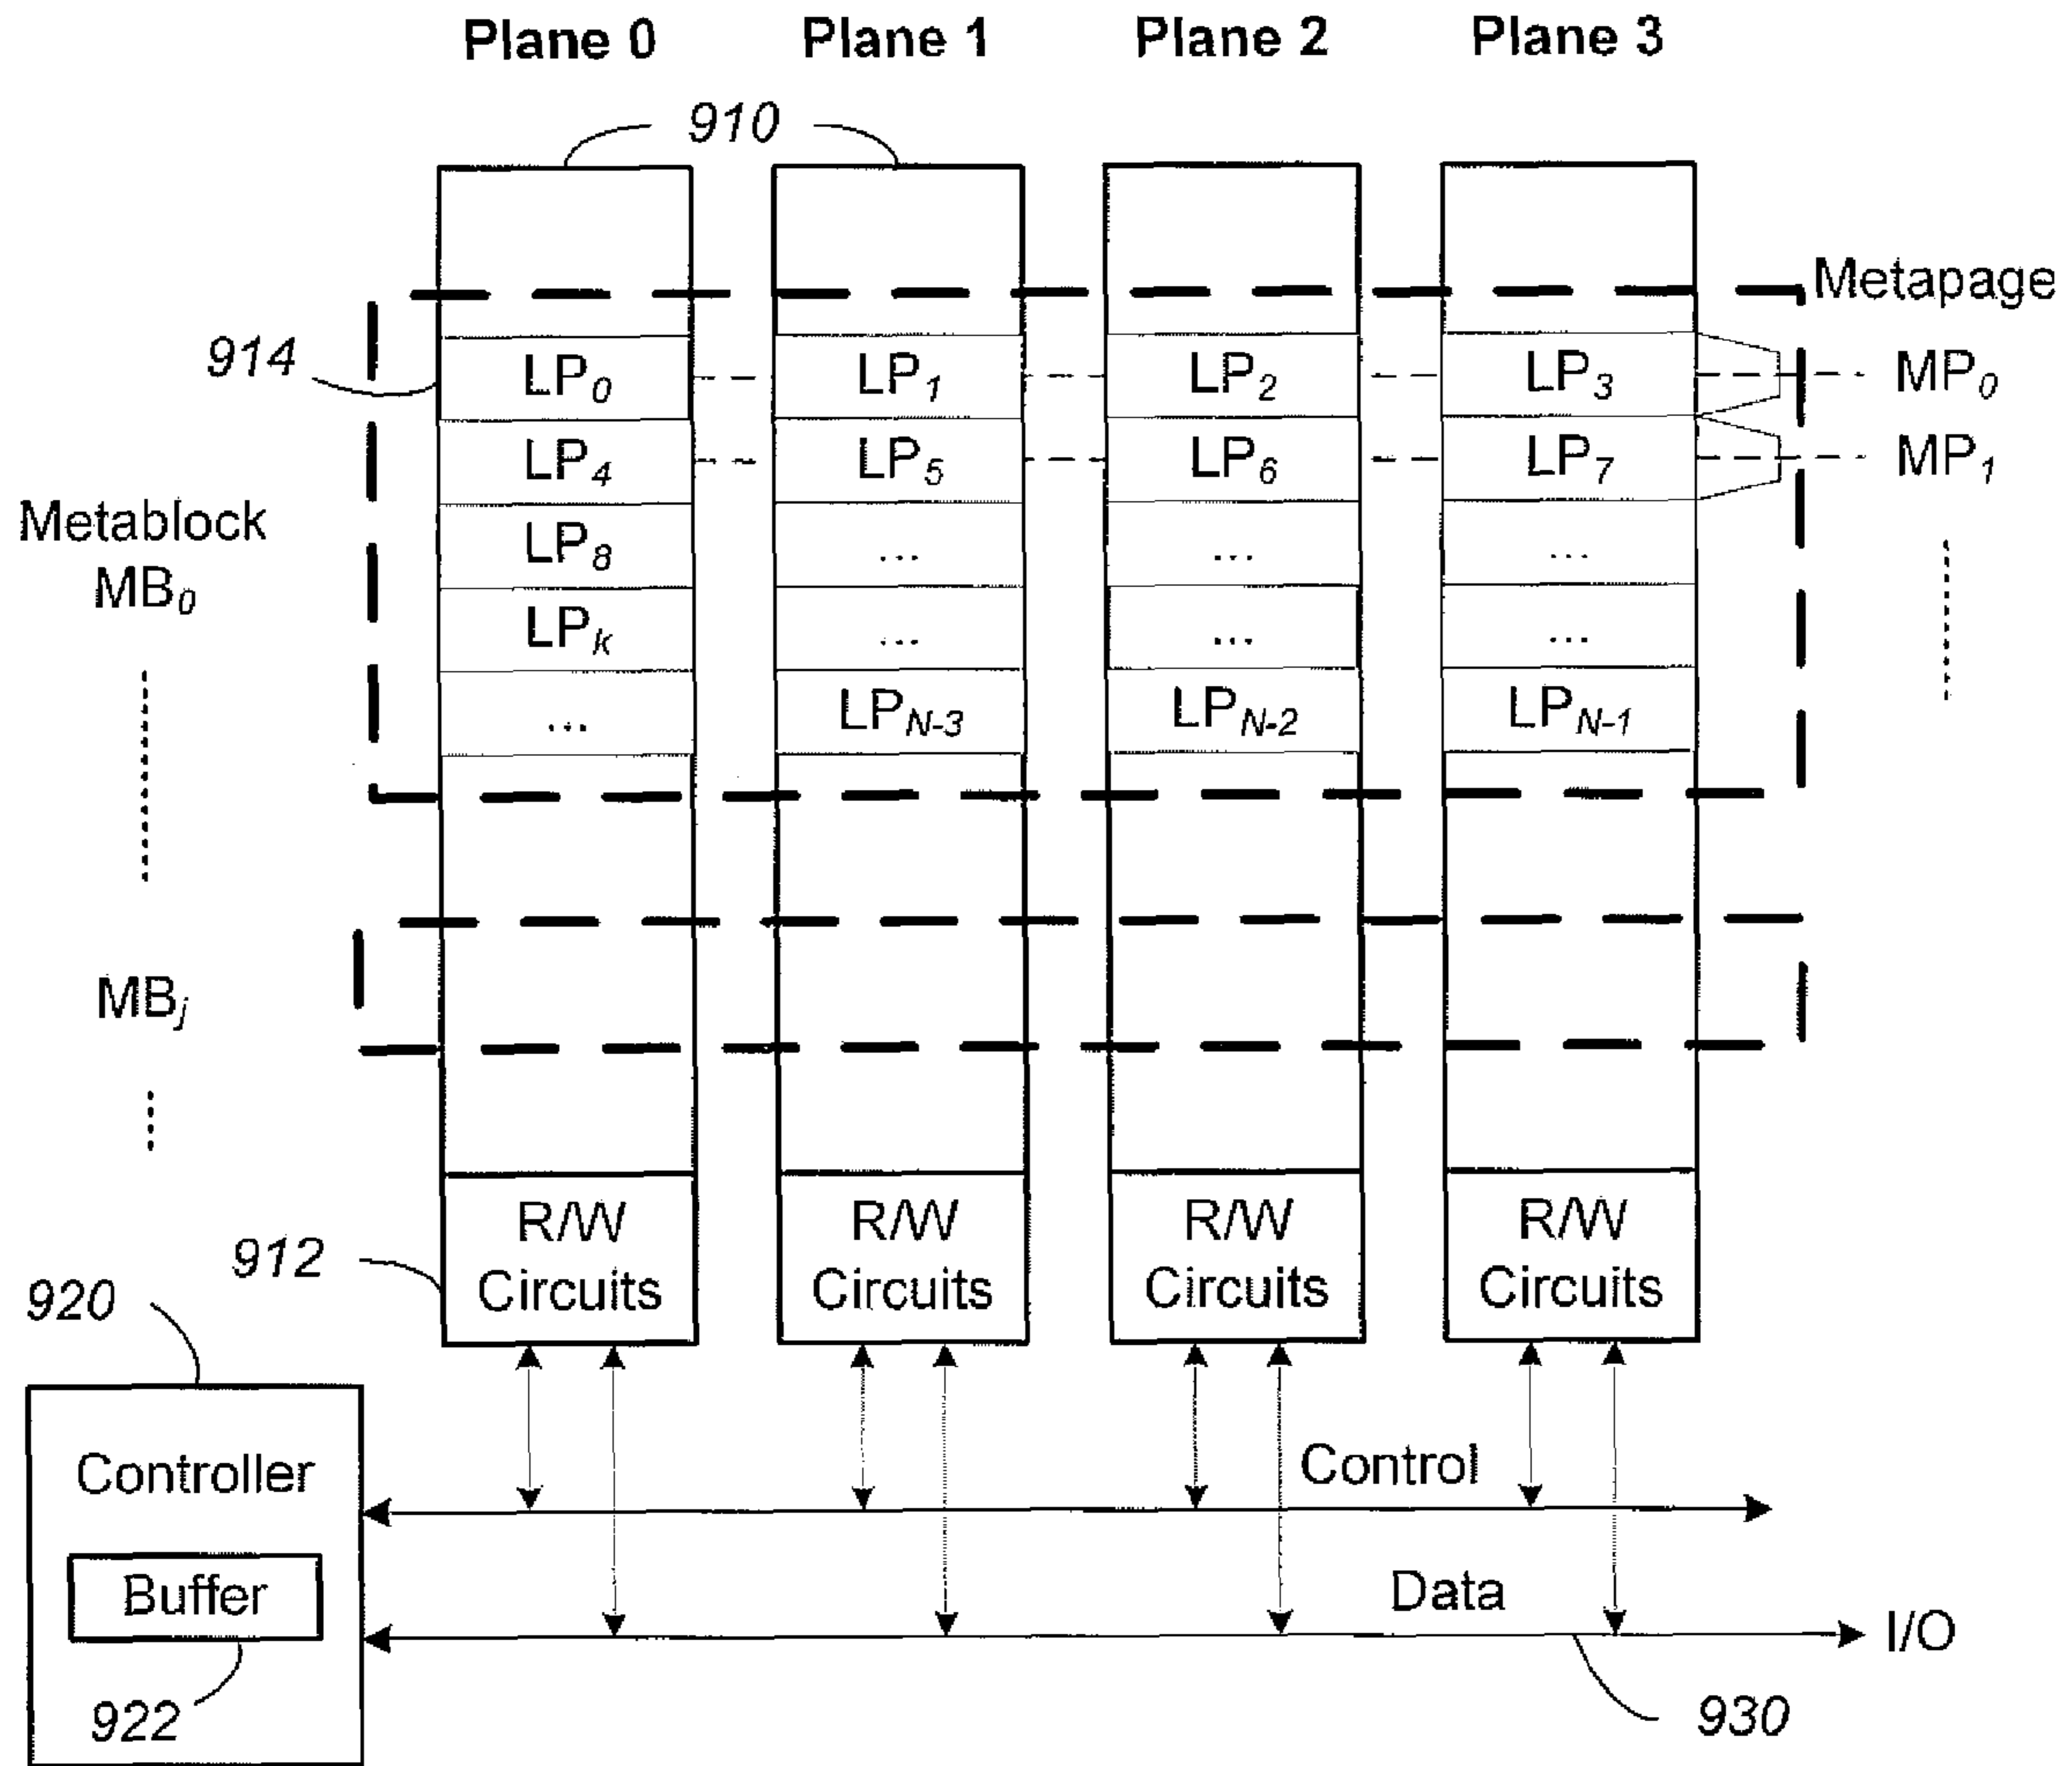 Plane 0 Plane 1 Plane 2 Plane 3
910
Metapage
914
LP0 LP1 LP2 LP3 MP0
LP4 LP5 LP6 LP7 MP1
Metablock
MB0
LP8 ... ... ...
LPk ... ... ...
... LPN-3 LPN-2 LPN-1
MBj
R/W Circuits
R/W Circuits
R/W Circuits
R/W Circuits
912
920
Controller
Control
Buffer
Data
I/O
922
930